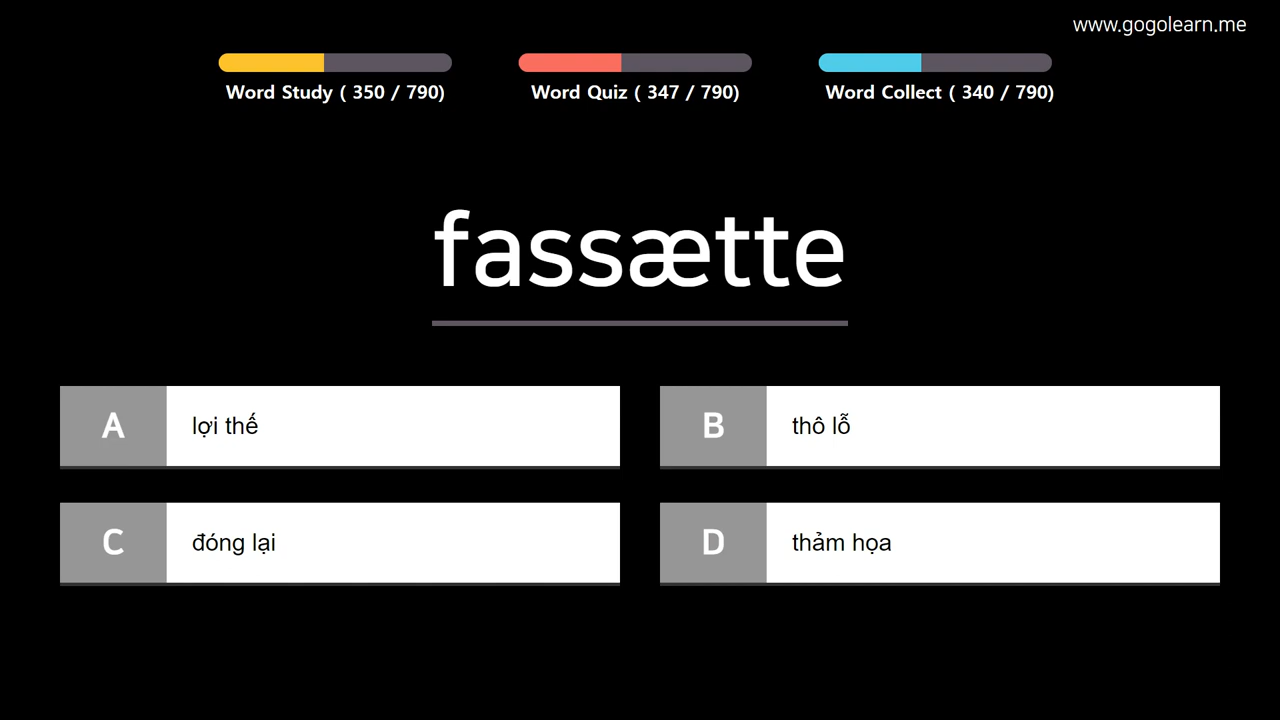 www.gogolearn.me
Word Study ( 350 / 790)
Word Quiz ( 347 / 790)
Word Collect ( 340 / 790)
fassætte
A lợi thế
B thô lỗ
C đóng lại
D thảm họa